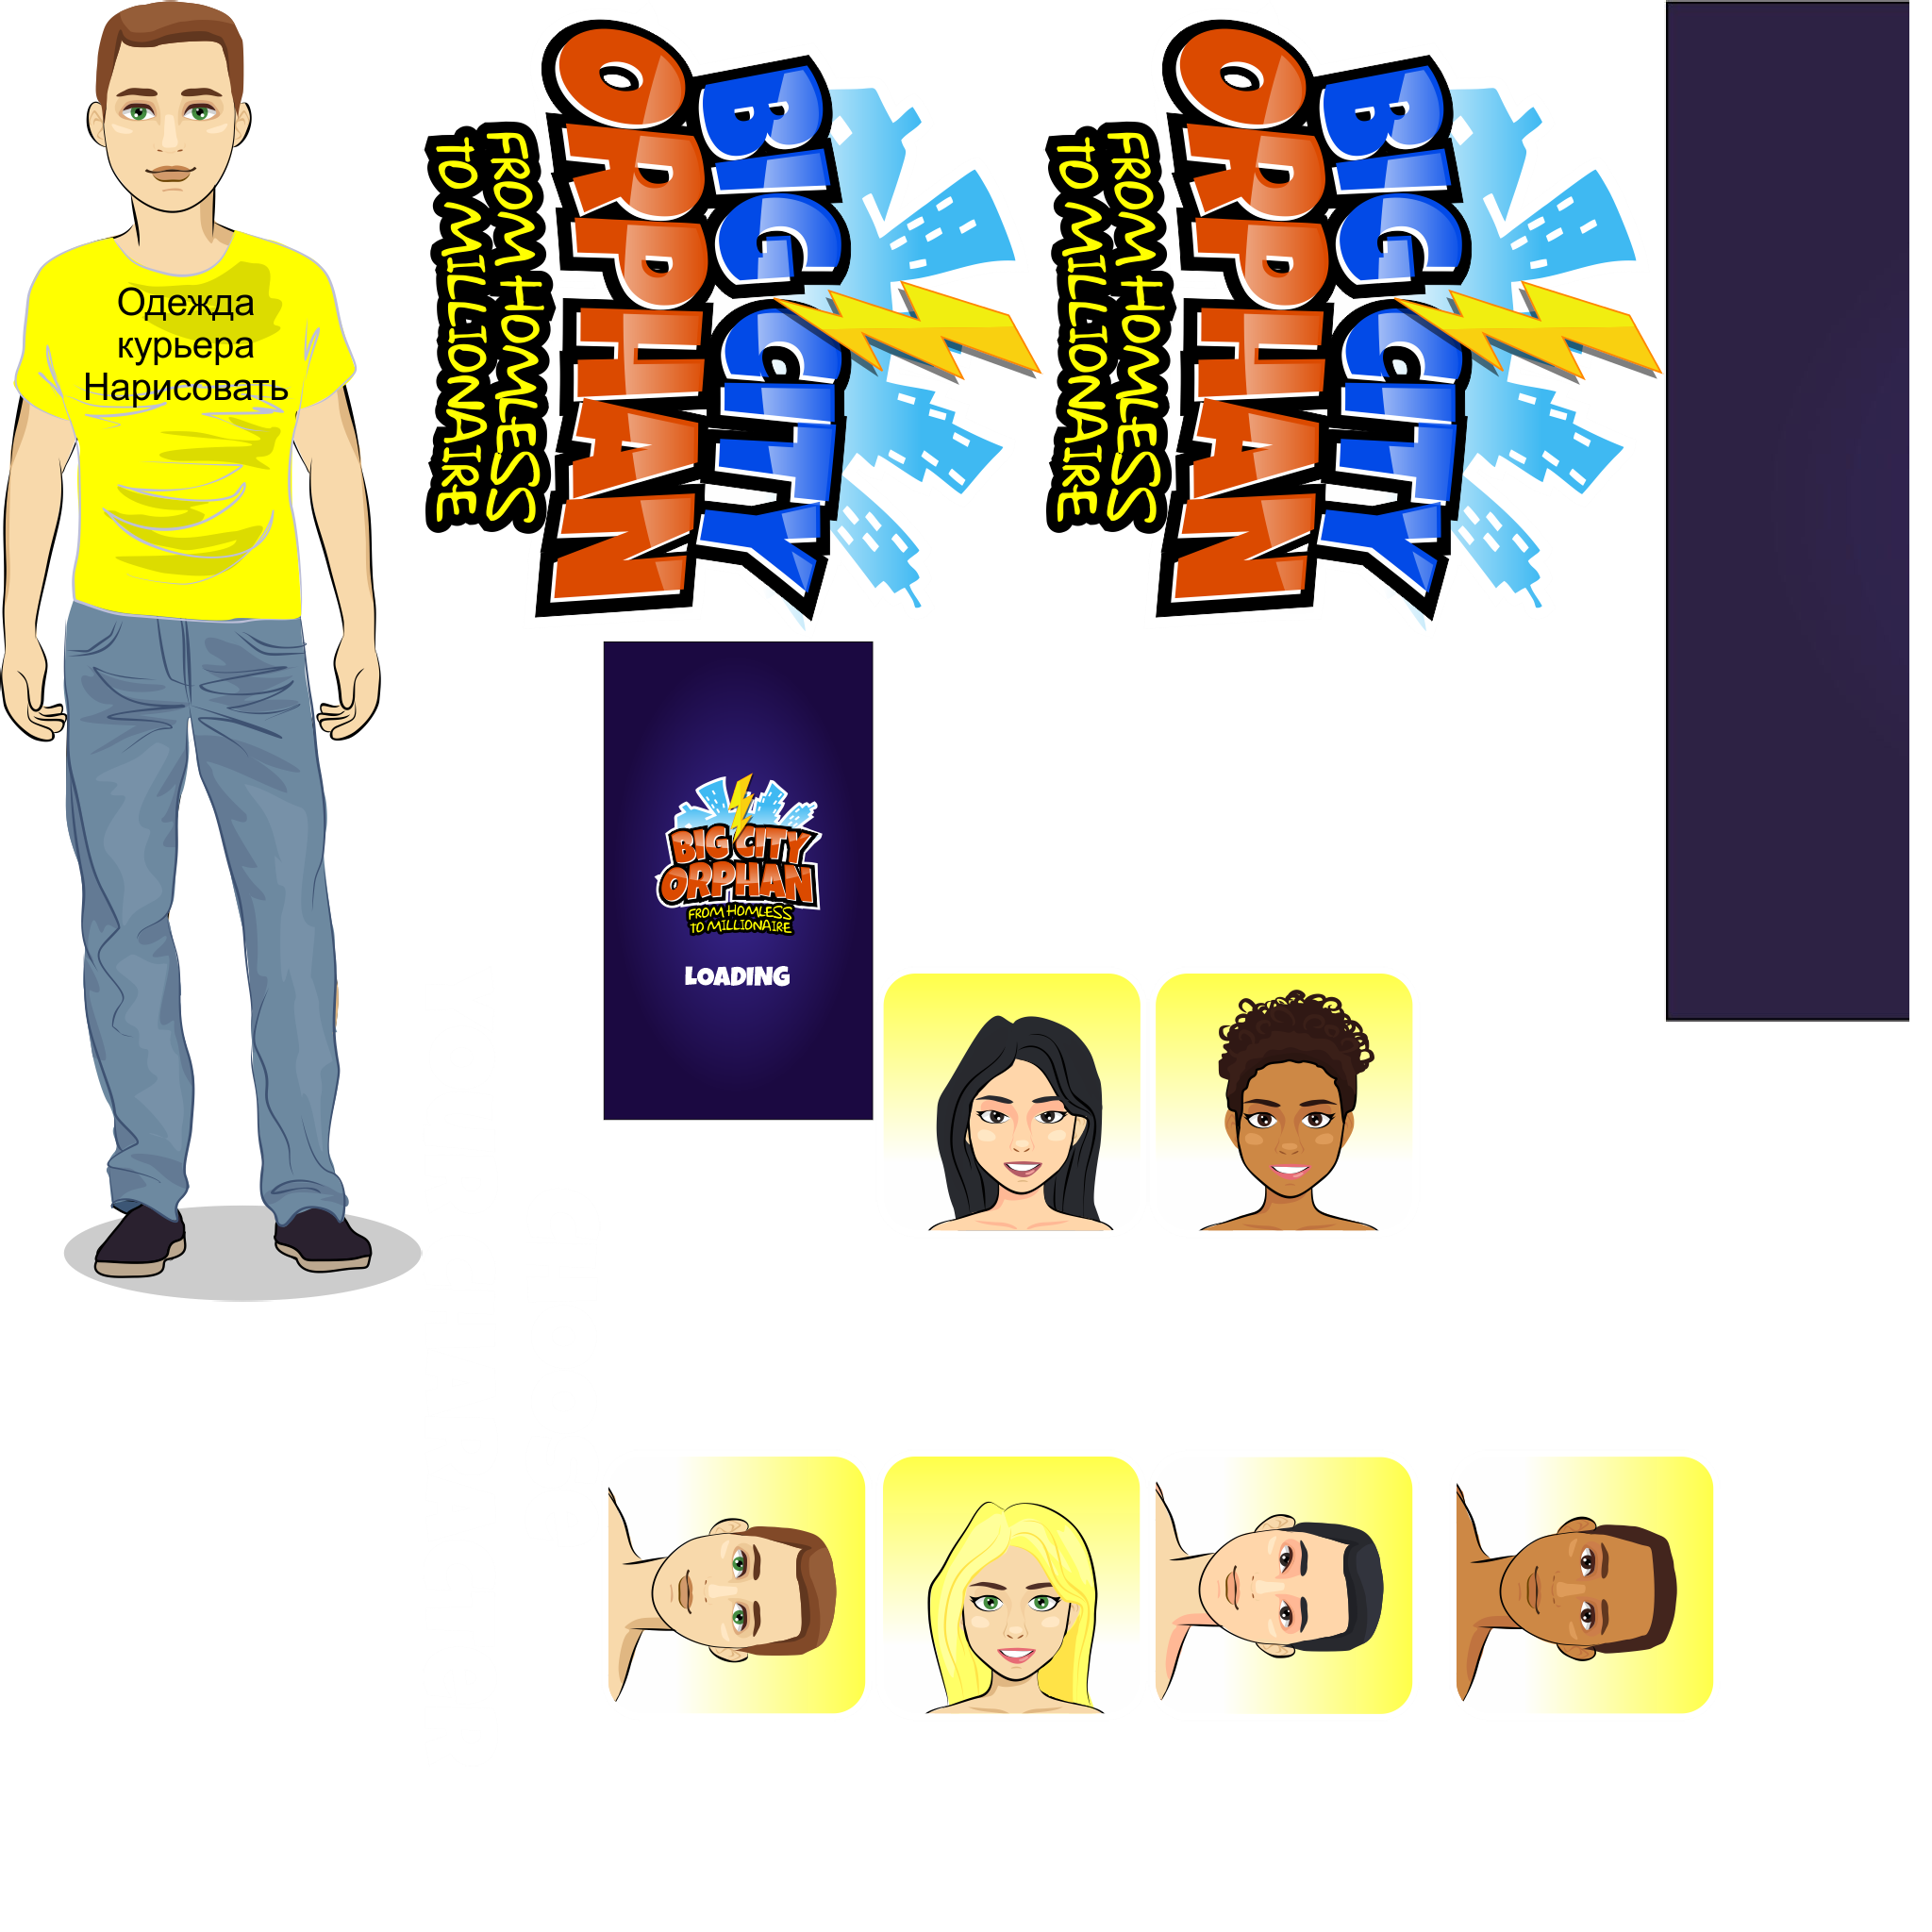 Одежда
курьера
Нарисовать
BIG CITY
ORPHAN
FROM HOMLESS
TO MILLIONAIRE
BIG CITY
ORPHAN
FROM HOMLESS
TO MILLIONAIRE
BIG CITY
ORPHAN
FROM HOMLESS
TO MILLIONAIRE
LOADING